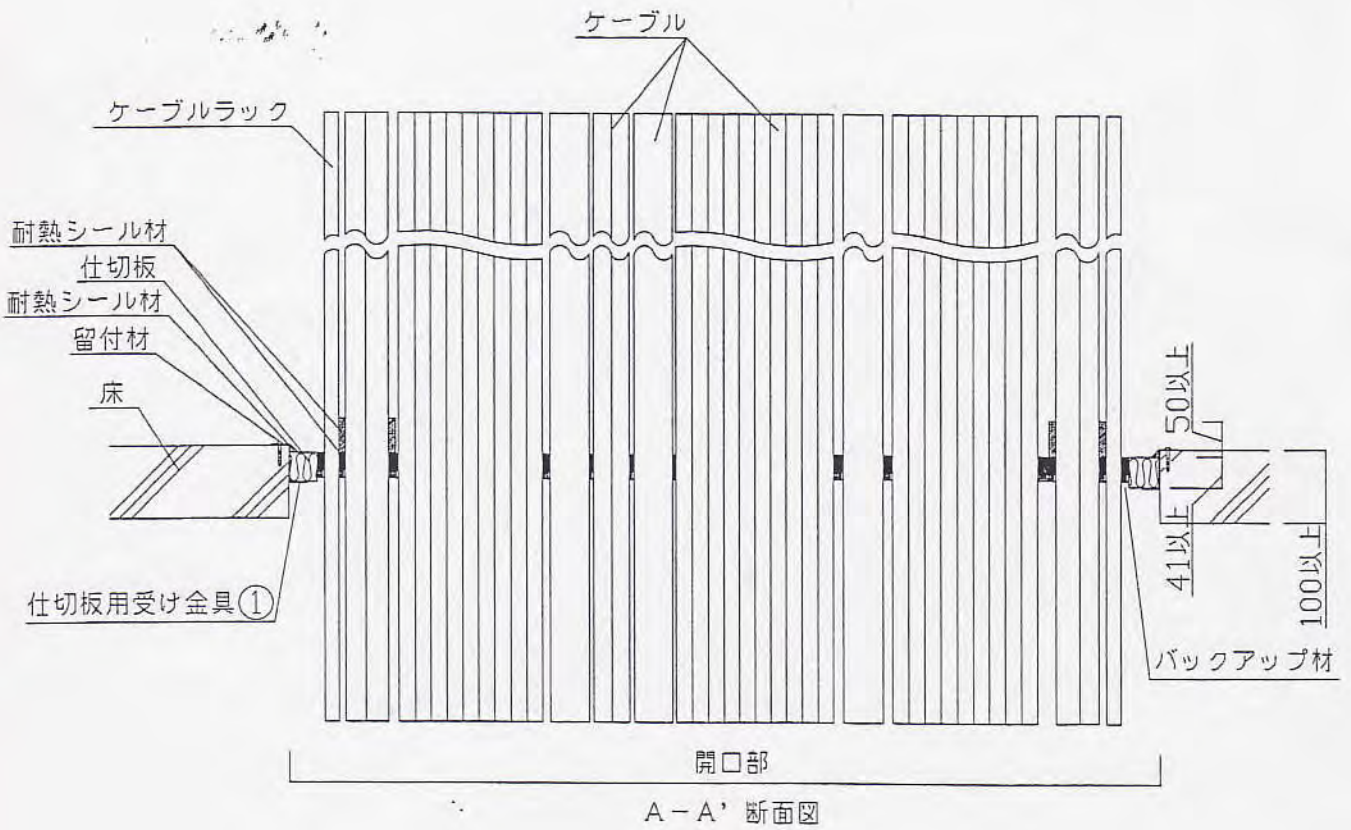 ケーブル
ケーブルラック
耐熱シール材
仕切板
耐熱シール材
留付材
床
50以上
41以上
100以上
仕切板用受け金具①
バックアップ材
開口部
A-A' 断面図